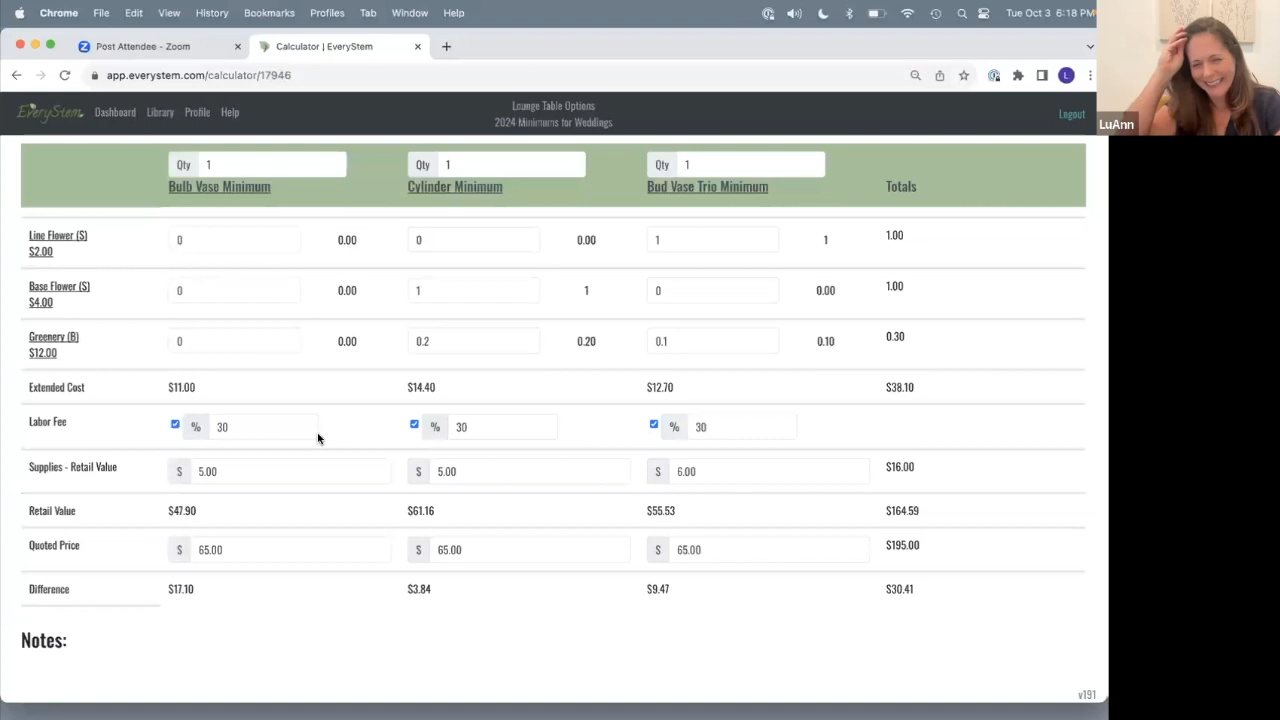 Chrome File Edit View History Bookmarks Profiles Tab Window Help Tue Oct 3 6:18 PM
Post Attendee - Zoom
Calculator | EveryStem
app.everystem.com/calculator/17946
L
EveryStem Dashboard Library Profile Help
Lounge Table Options
2024 Minimums for Weddings
Logout
LuAnn
Qty 1 Qty 1 Qty 1
Bulb Vase Minimum Cylinder Minimum Bud Vase Trio Minimum Totals
Line Flower (S) $2.00 0 0.00 0 0.00 1 1 1.00
Base Flower (S) $4.00 0 0.00 1 1 0 0.00 1.00
Greenery (B) $12.00 0 0.00 0.2 0.20 0.1 0.10 0.30
Extended Cost $11.00 $14.40 $12.70 $38.10
Labor Fee % 30 % 30 % 30
Supplies - Retail Value $ 5.00 $ 5.00 $ 6.00 $16.00
Retail Value $47.90 $61.16 $55.53 $164.59
Quoted Price $ 65.00 $ 65.00 $ 65.00 $195.00
Difference $17.10 $3.84 $9.47 $30.41
Notes:
v191